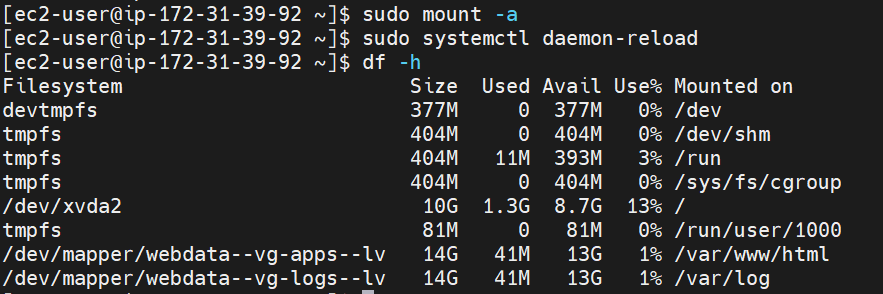 [ec2-user@ip-172-31-39-92 ~]$ sudo mount -a
[ec2-user@ip-172-31-39-92 ~]$ sudo systemctl daemon-reload
[ec2-user@ip-172-31-39-92 ~]$ df -h
Filesystem                           Size  Used Avail Use% Mounted on
devtmpfs                             377M     0  377M   0% /dev
tmpfs                                404M     0  404M   0% /dev/shm
tmpfs                                404M   11M  393M   3% /run
tmpfs                                404M     0  404M   0% /sys/fs/cgroup
/dev/xvda2                            10G  1.3G  8.7G  13% /
tmpfs                                 81M     0   81M   0% /run/user/1000
/dev/mapper/webdata--vg-apps--lv      14G   41M   13G   1% /var/www/html
/dev/mapper/webdata--vg-logs--lv      14G   41M   13G   1% /var/log